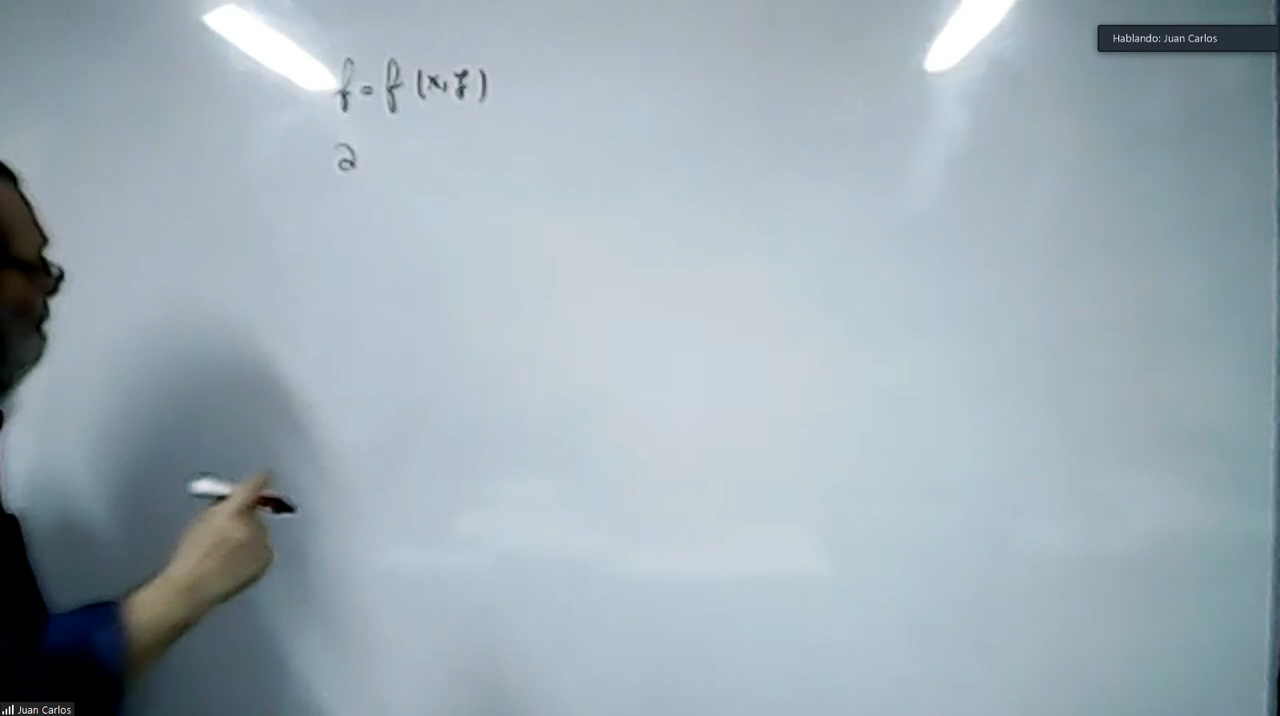 Hablando: Juan Carlos
f = f (x, y)
∂
Juan Carlos